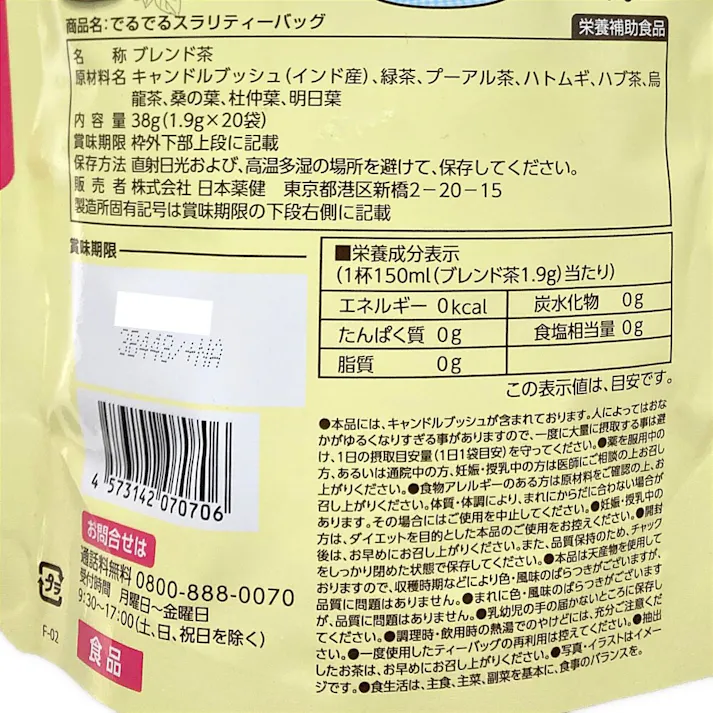 商品名:でるでるスラリティーバッグ
栄養補助食品
名 称 ブレンド茶
原材料名 キャンドルブッシュ(インド産)、緑茶、プーアル茶、ハトムギ、ハブ茶、烏
龍茶、桑の葉、杜仲葉、明日葉
内容量 38g(1.9g×20袋)
賞味期限 枠外下部上段に記載
保存方法 直射日光および、高温多湿の場所を避けて、保存してください。
販売者 株式会社 日本薬健 東京都港区新橋2-20-15
製造所固有記号は賞味期限の下段右側に記載
賞味期限
38448/4NA
4 573142 070706
■栄養成分表示
(1杯150ml(ブレンド茶1.9g)当たり)
エネルギー 0kcal 炭水化物 0g
たんぱく質 0g 食塩相当量 0g
脂質 0g
この表示値は、目安です。
●本品には、キャンドルブッシュが含まれております。人によってはおな
かがゆるくなりすぎる事がありますので、一度に大量に摂取する事は避
け、1日の摂取目安量(1日1袋目安)を守ってください。●薬を服用中の
方、あるいは通院中の方、妊娠・授乳中の方は医師にご相談の上お召し
上がりください。●食物アレルギーのある方は原材料をご確認の上、お
召し上がりください。体質・体調により、まれにからだに合わない場合が
あります。その場合にはご使用を中止してください。●妊娠・授乳中の
方は、ダイエットを目的とした本品のご使用をお控えください。●開封
後は、お早めにお召し上がりください。また、品質保持のため、チャック
をしっかり閉めた状態で保存してください。●本品は天産物を使用して
おりますので、収穫時期などにより色・風味のばらつきがございますが、
品質に問題はありません。●まれに色・風味のばらつきがございます
が、品質に問題はありません。●乳幼児の手の届かないところに保存し
てください。●調理時・飲用時の熱湯でのやけどには、充分ご注意くだ
さい。●一度使用したティーバッグの再利用は控えてください。●抽出
したお茶は、お早めにお召し上がりください。●写真・イラストはイメー
ジです。●食生活は、主食、主菜、副菜を基本に、食事のバランスを。
お問合せは
通話料無料 0800-888-0070
受付時間 月曜日〜金曜日
9:30〜17:00(土、日、祝日を除く)
プラ
F-02
食品